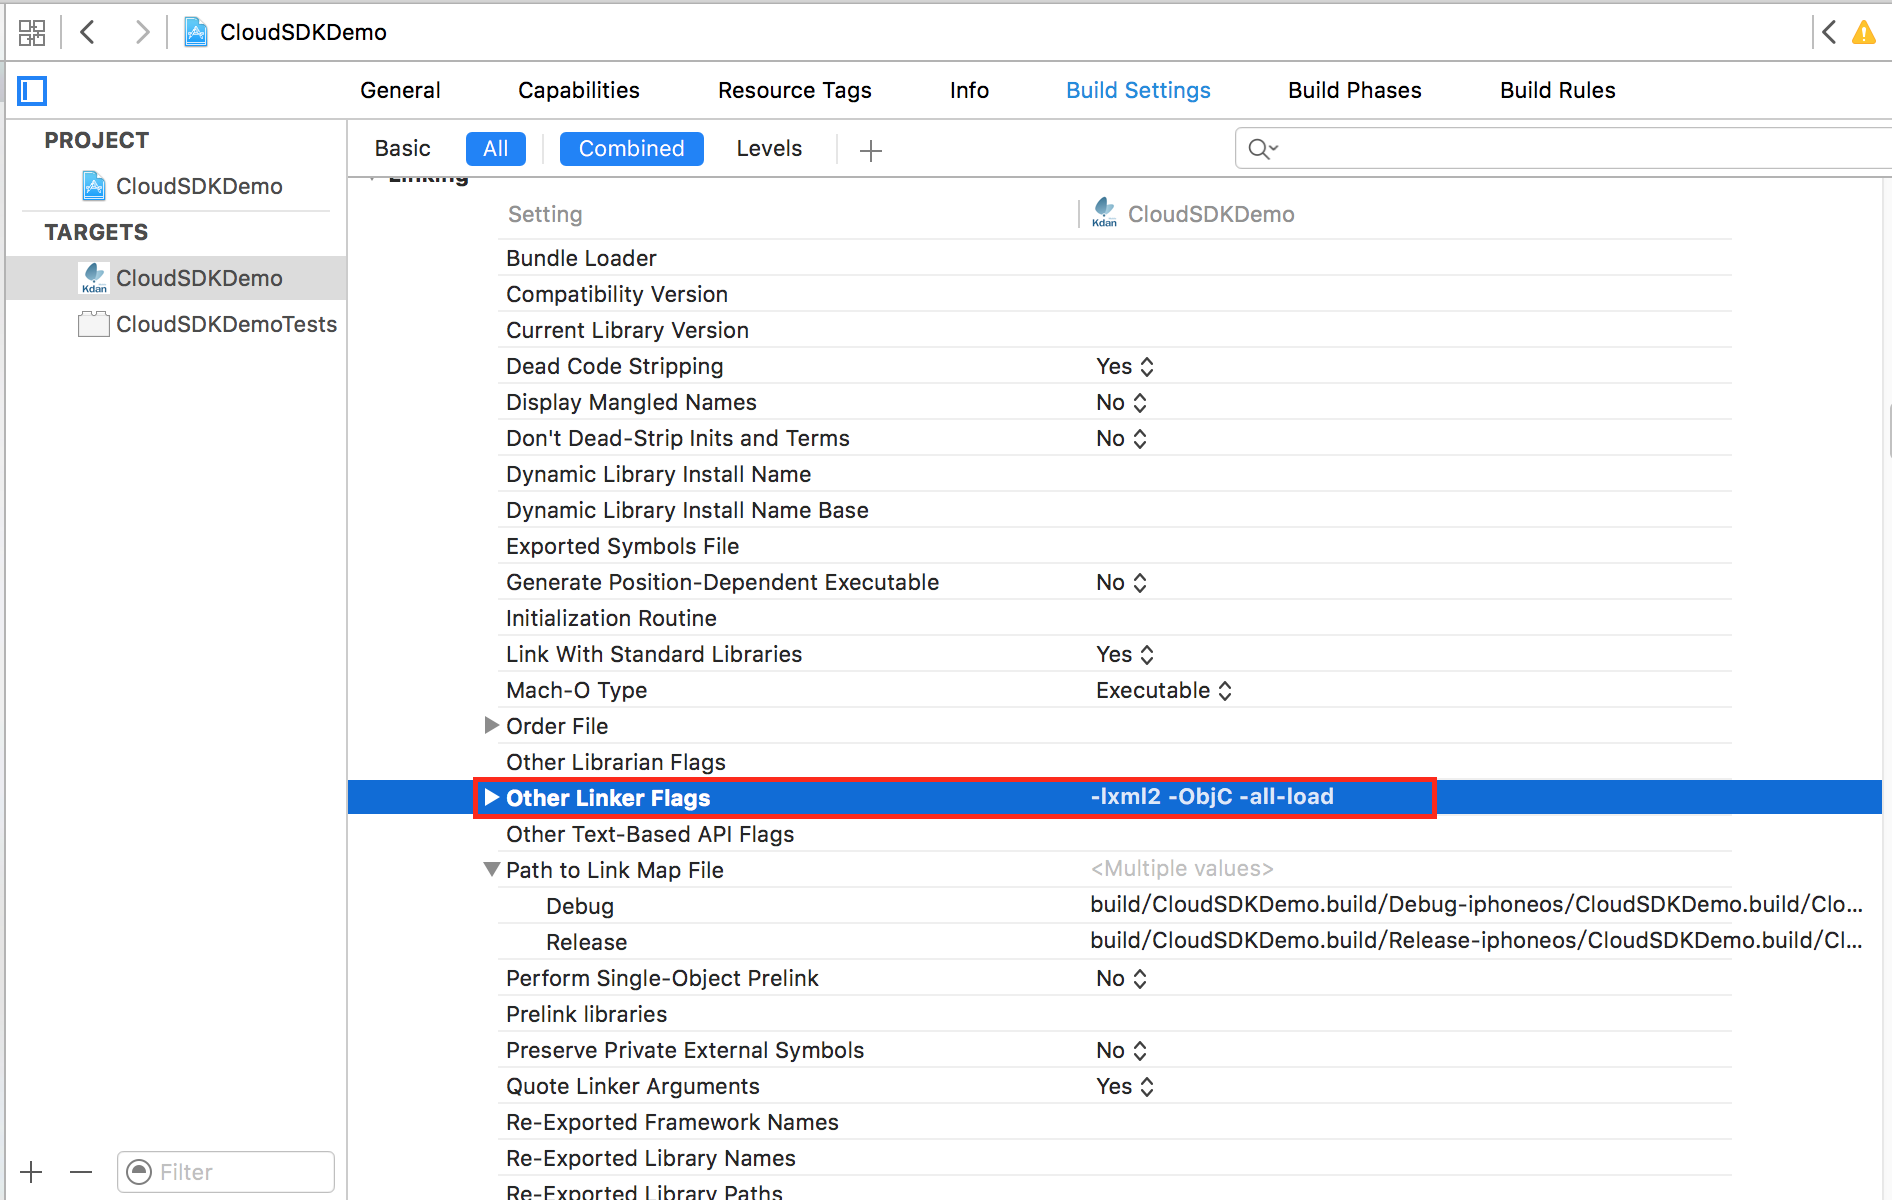 CloudSDKDemo
General Capabilities Resource Tags Info Build Settings Build Phases Build Rules
PROJECT
CloudSDKDemo
TARGETS
Kdan CloudSDKDemo
CloudSDKDemoTests
Basic All Combined Levels
Linking
Setting Kdan CloudSDKDemo
Bundle Loader
Compatibility Version
Current Library Version
Dead Code Stripping Yes
Display Mangled Names No
Don't Dead-Strip Inits and Terms No
Dynamic Library Install Name
Dynamic Library Install Name Base
Exported Symbols File
Generate Position-Dependent Executable No
Initialization Routine
Link With Standard Libraries Yes
Mach-O Type Executable
Order File
Other Librarian Flags
Other Linker Flags -lxml2 -ObjC -all-load
Other Text-Based API Flags
Path to Link Map File <Multiple values>
Debug build/CloudSDKDemo.build/Debug-iphoneos/CloudSDKDemo.build/Clo...
Release build/CloudSDKDemo.build/Release-iphoneos/CloudSDKDemo.build/Cl...
Perform Single-Object Prelink No
Prelink libraries
Preserve Private External Symbols No
Quote Linker Arguments Yes
Re-Exported Framework Names
Re-Exported Library Names
Re-Exported Library Paths
Filter